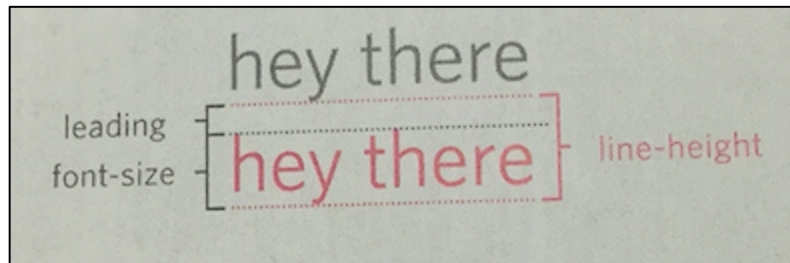 hey there
leading
font-size
hey there
line-height